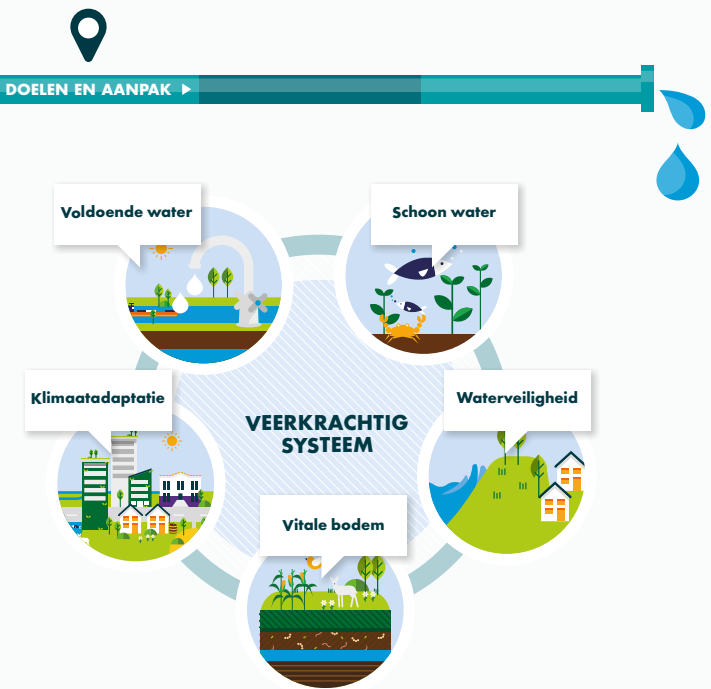 DOELEN EN AANPAK
Voldoende water
Schoon water
Klimaatadaptatie
Waterveiligheid
VEERKRACHTIG
SYSTEEM
Vitale bodem